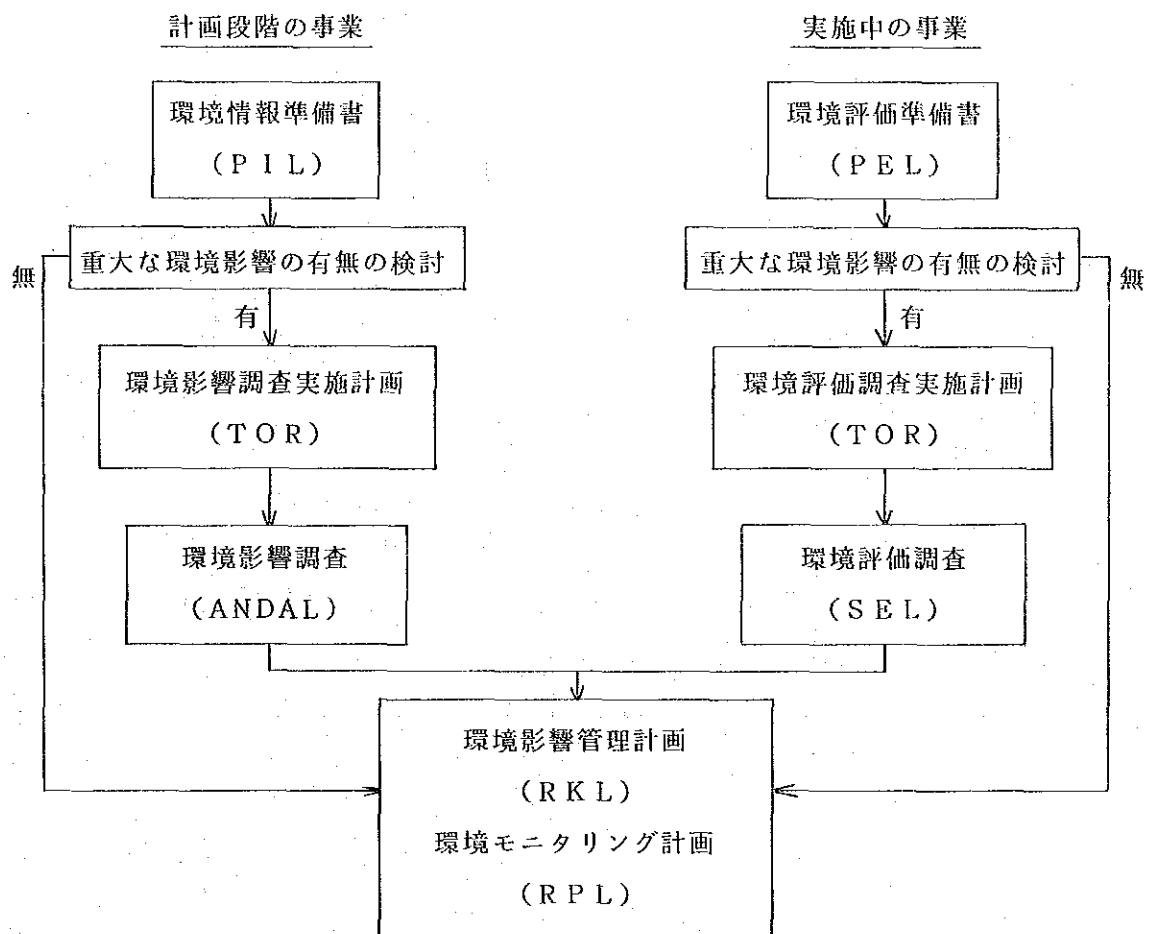 計画段階の事業
環境情報準備書
(PIL)
重大な環境影響の有無の検討
無
有
環境影響調査実施計画
(TOR)
環境影響調査
(ANDAL)
実施中の事業
環境評価準備書
(PEL)
重大な環境影響の有無の検討
無
有
環境評価調査実施計画
(TOR)
環境評価調査
(SEL)
環境影響管理計画
(RKL)
環境モニタリング計画
(RPL)